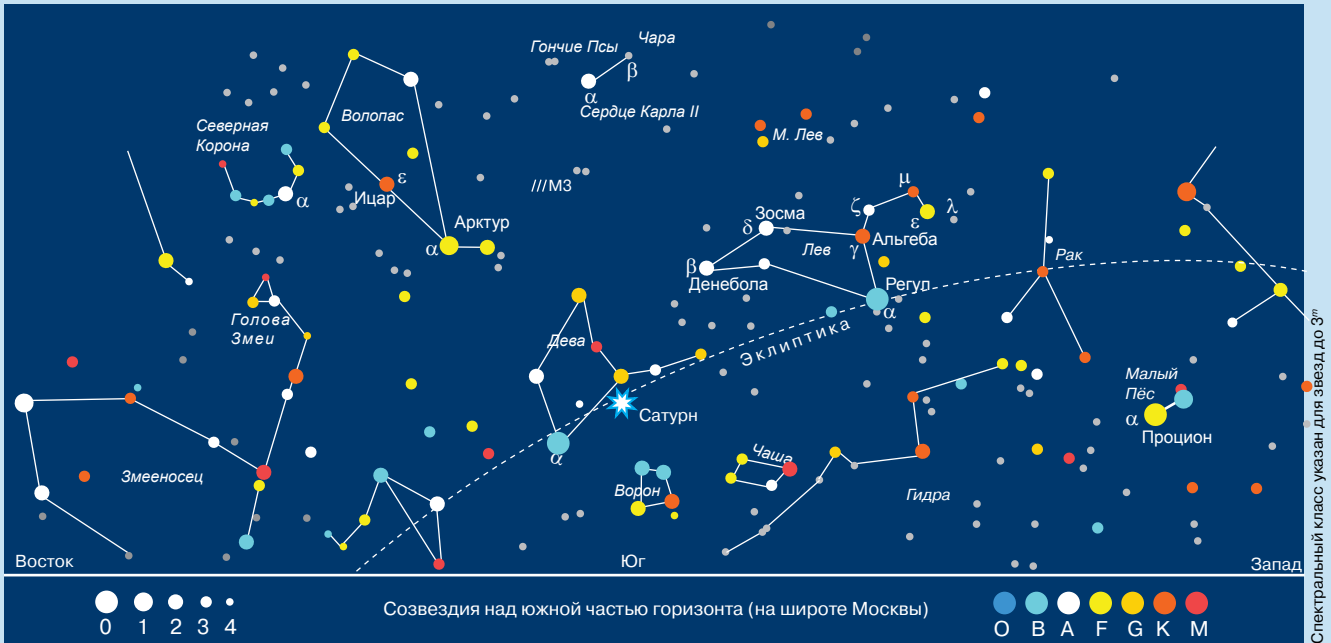 Гончие Псы
Чара
β
α
Сердце Карла II
Волопас
Северная
Корона
α
М. Лев
ε
Ицар
///М3
Арктур
α
μ
ζ
λ
ε
Зосма
δ
Лев
γ
Альгеба
β
Денебола
Регул
α
Рак
Голова
Змеи
Дева
Эклиптика
Сатурн
α
Малый
Пёс
α
Процион
Змееносец
Ворон
Чаша
Гидра
Восток
Юг
Запад
0 1 2 3 4
Созвездия над южной частью горизонта (на широте Москвы)
O B A F G K M
Спектральный класс указан для звезд до 3m